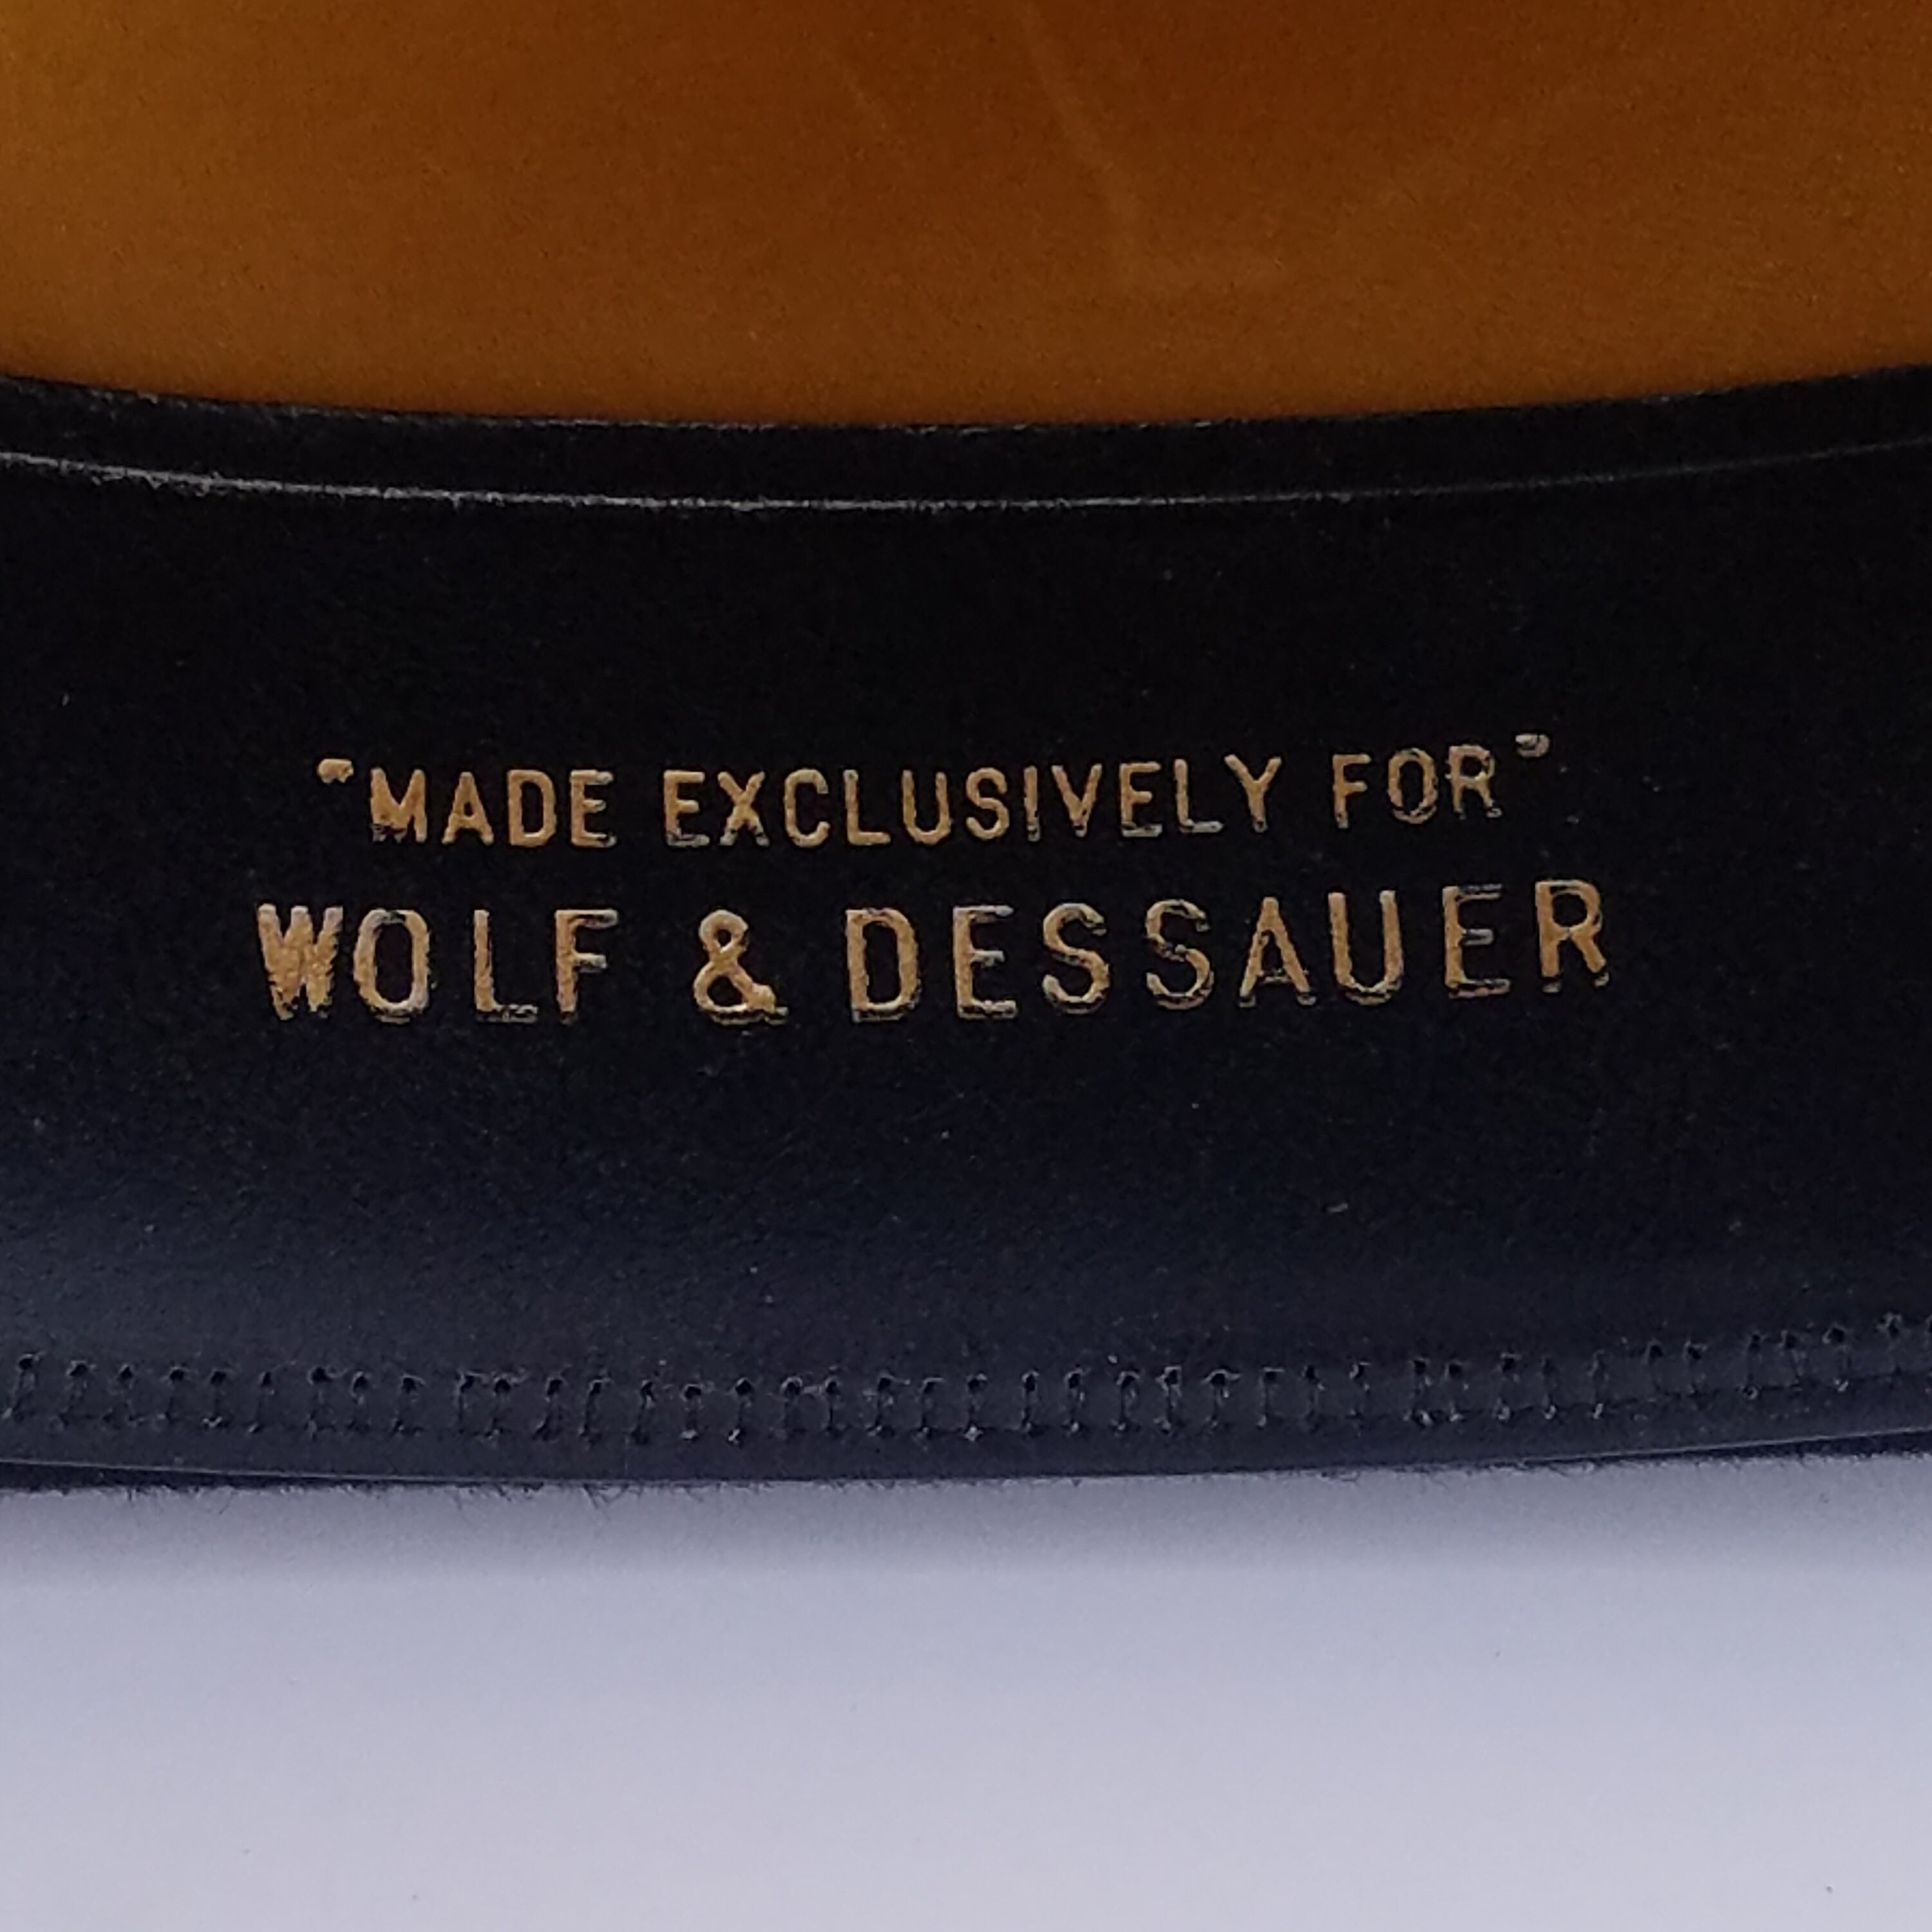 "MADE EXCLUSIVELY FOR"
WOLF & DESSAUER